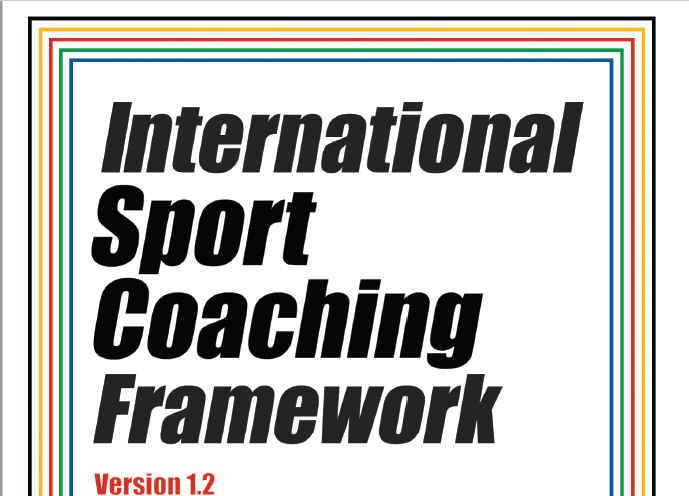 International
Sport
Coaching
Framework
Version 1.2